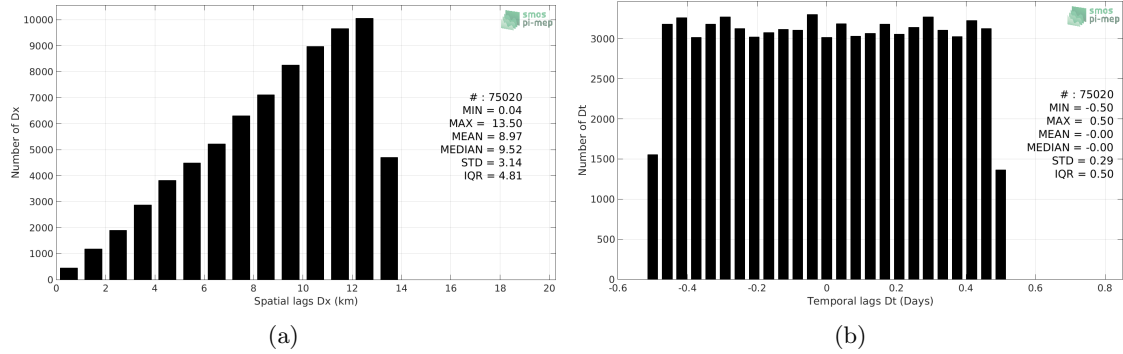 10000
9000
8000
7000
6000
5000
4000
3000
2000
1000
0
Number of Dx
0 2 4 6 8 10 12 14 16 18 20
Spatial lags Dx (km)
smos
pi-mep
# : 75020
MIN = 0.04
MAX = 13.50
MEAN = 8.97
MEDIAN = 9.52
STD = 3.14
IQR = 4.81
(a)
3000
2500
2000
1500
1000
500
0
Number of Dt
-0.6 -0.4 -0.2 0 0.2 0.4 0.6 0.8
Temporal lags Dt (Days)
smos
pi-mep
# : 75020
MIN = -0.50
MAX = 0.50
MEAN = -0.00
MEDIAN = -0.00
STD = 0.29
IQR = 0.50
(b)